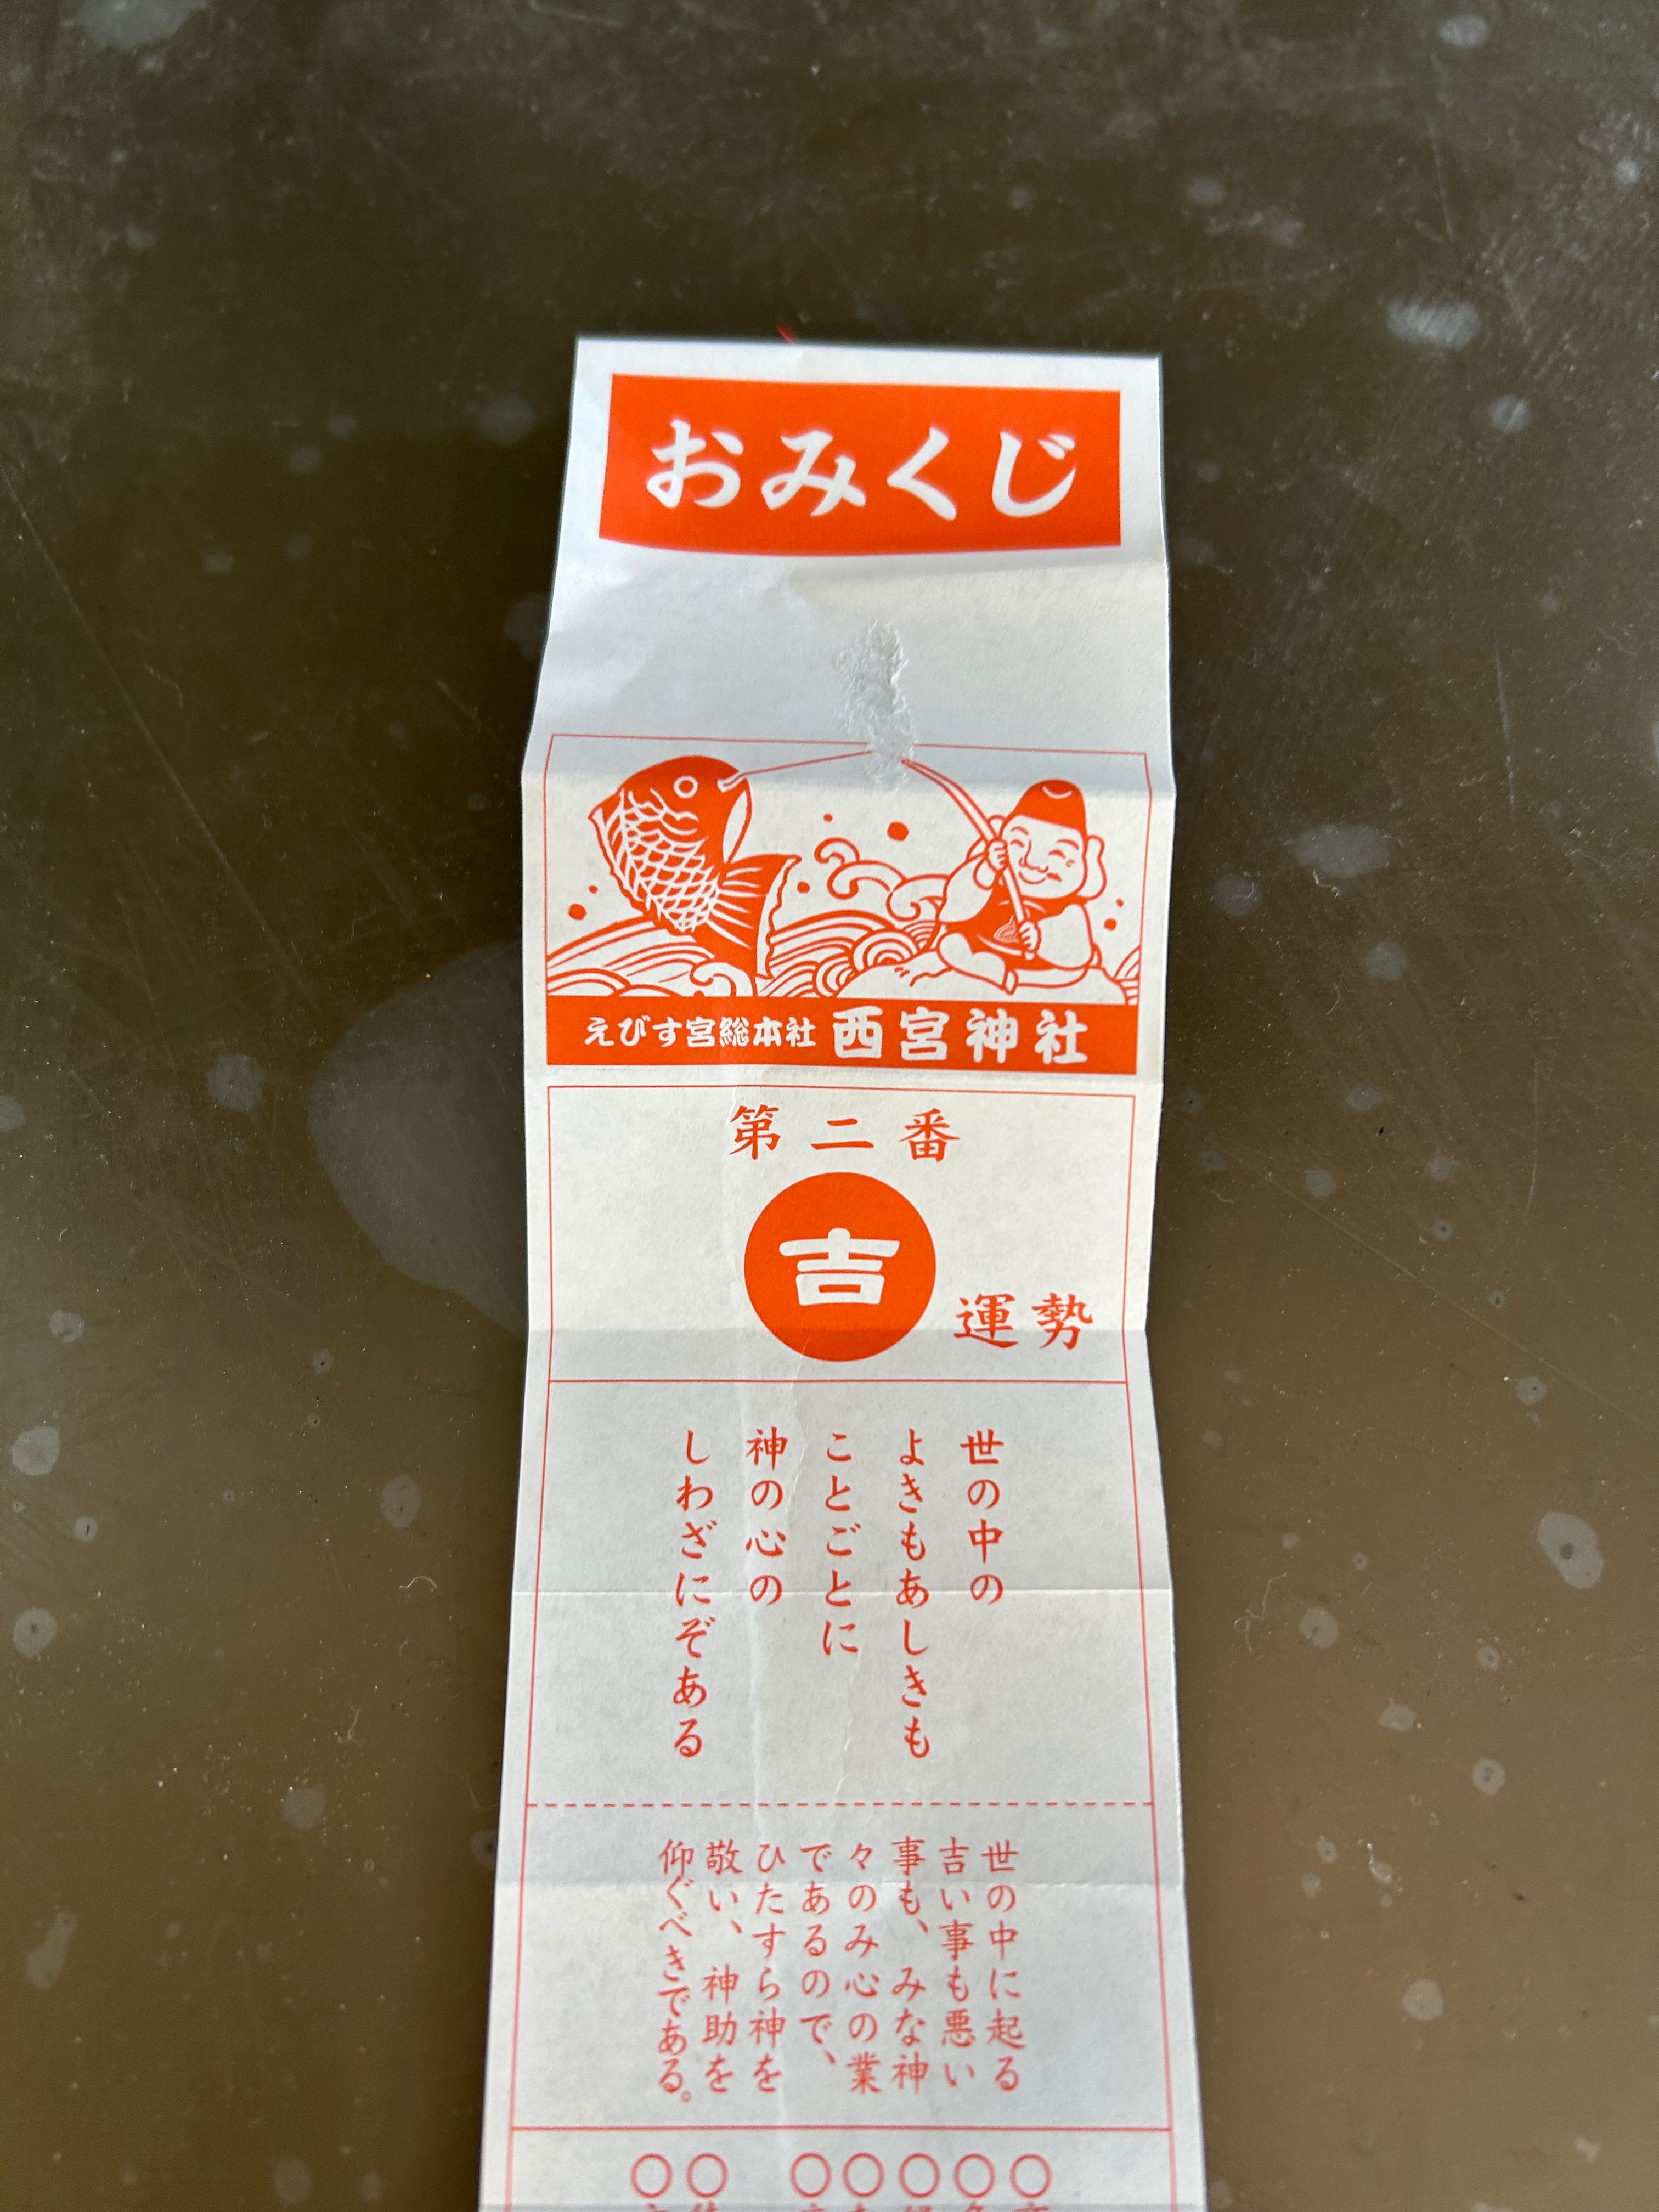 おみくじ
えびす宮総本社 西宮神社
第二番
吉
運勢
世の中の
よきもあしきも
ことごとに
神の心の
しわざにぞある
世の中に起る
吉い事も悪い
事も、みな神
々のみ心の業
であるので、
ひたすら神を
敬い、神助を
仰ぐべきである。
○○○○○ ○○